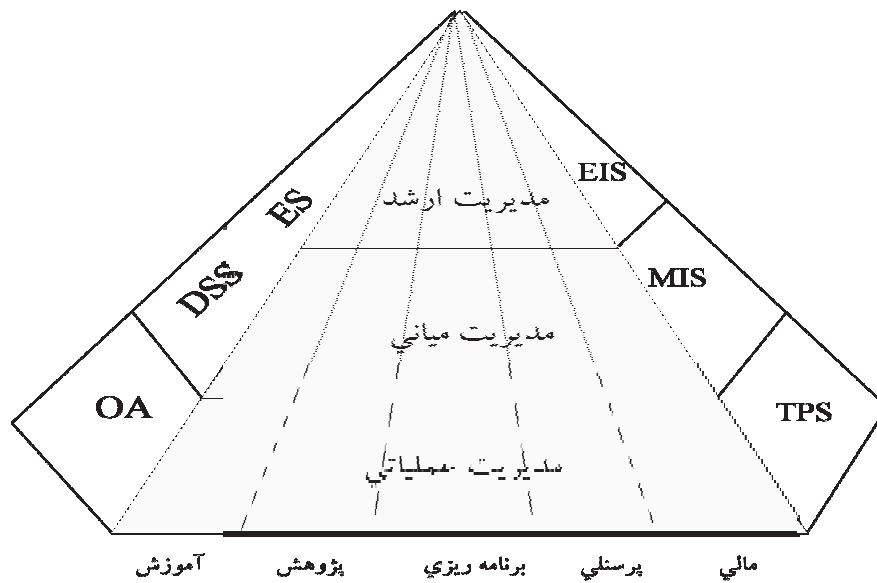 EIS
مديريت ارشد
ES
MIS
DSS
مديريت مياني
TPS
OA
مديريت عملياتي
مالي پرسنلي برنامه ريزي پژوهش آموزش